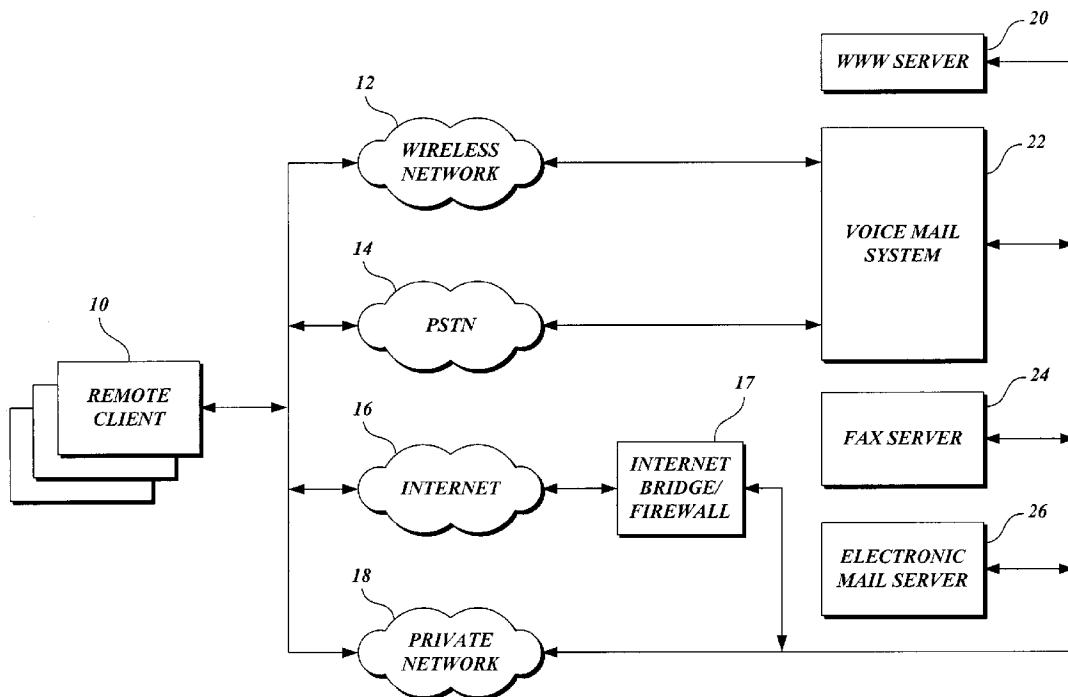 20
WWW SERVER
12
WIRELESS
NETWORK
22
VOICE MAIL
SYSTEM
14
PSTN
10
REMOTE
CLIENT
24
FAX SERVER
17
16
INTERNET
INTERNET
BRIDGE/
FIREWALL
26
ELECTRONIC
MAIL SERVER
18
PRIVATE
NETWORK